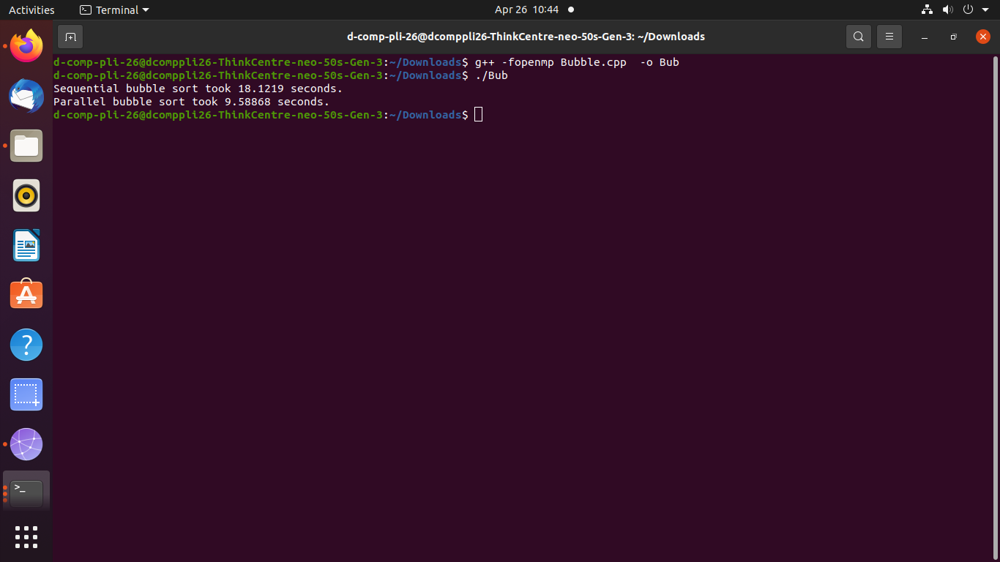 Activities
Terminal
Apr 26 10:44
d-comp-pli-26@dcomppli26-ThinkCentre-neo-50s-Gen-3: ~/Downloads
d-comp-pli-26@dcomppli26-ThinkCentre-neo-50s-Gen-3:~/Downloads$ g++ -fopenmp Bubble.cpp  -o Bub
d-comp-pli-26@dcomppli26-ThinkCentre-neo-50s-Gen-3:~/Downloads$ ./Bub
Sequential bubble sort took 18.1219 seconds.
Parallel bubble sort took 9.58868 seconds.
d-comp-pli-26@dcomppli26-ThinkCentre-neo-50s-Gen-3:~/Downloads$